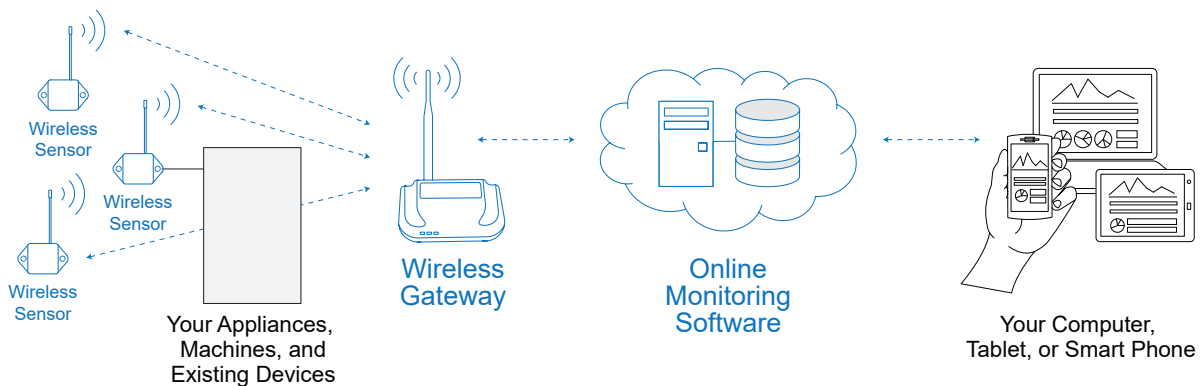 Wireless
Sensor
Wireless
Sensor
Wireless
Sensor
Your Appliances,
Machines, and
Existing Devices
Wireless
Gateway
Online
Monitoring
Software
Your Computer,
Tablet, or Smart Phone